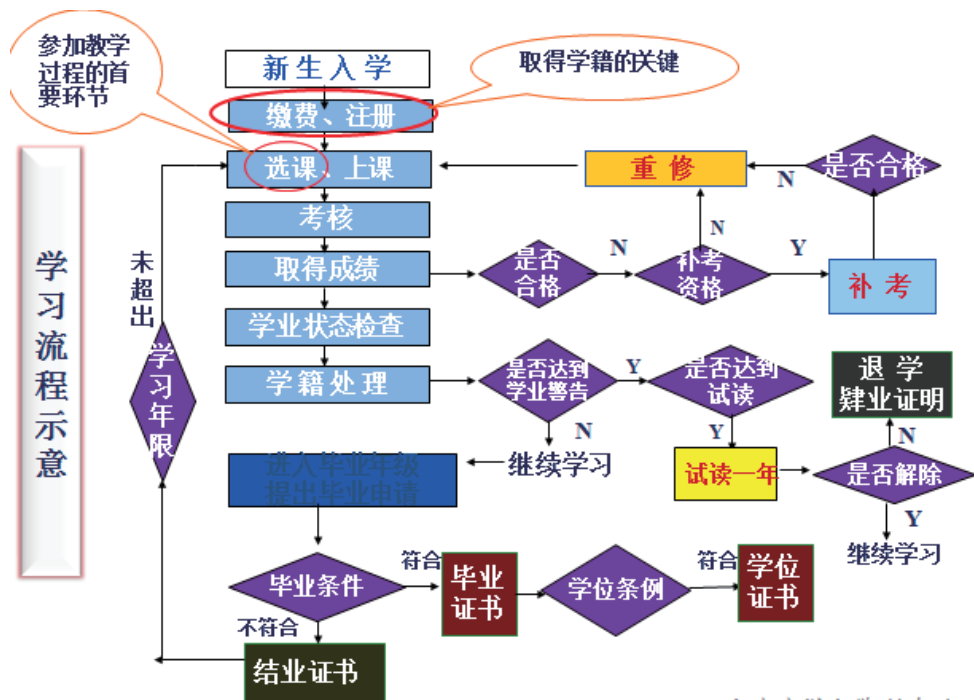 参加教学
过程的首
要环节
新生入学
取得学籍的关键
缴费、注册
选课、上课
重修
N
是否合格
考核
N
取得成绩
是否
合格
N
补考
资格
Y
补考
学习流程示意
未超出
学业状态检查
学习年限
学籍处理
是否达到
学业警告
Y
是否达到
试读
退学
肄业证明
N
Y
N
进入毕业年级
提出毕业申请
继续学习
试读一年
是否解除
Y
继续学习
毕业条件
符合
毕业
证书
学位条例
符合
学位
证书
不符合
结业证书